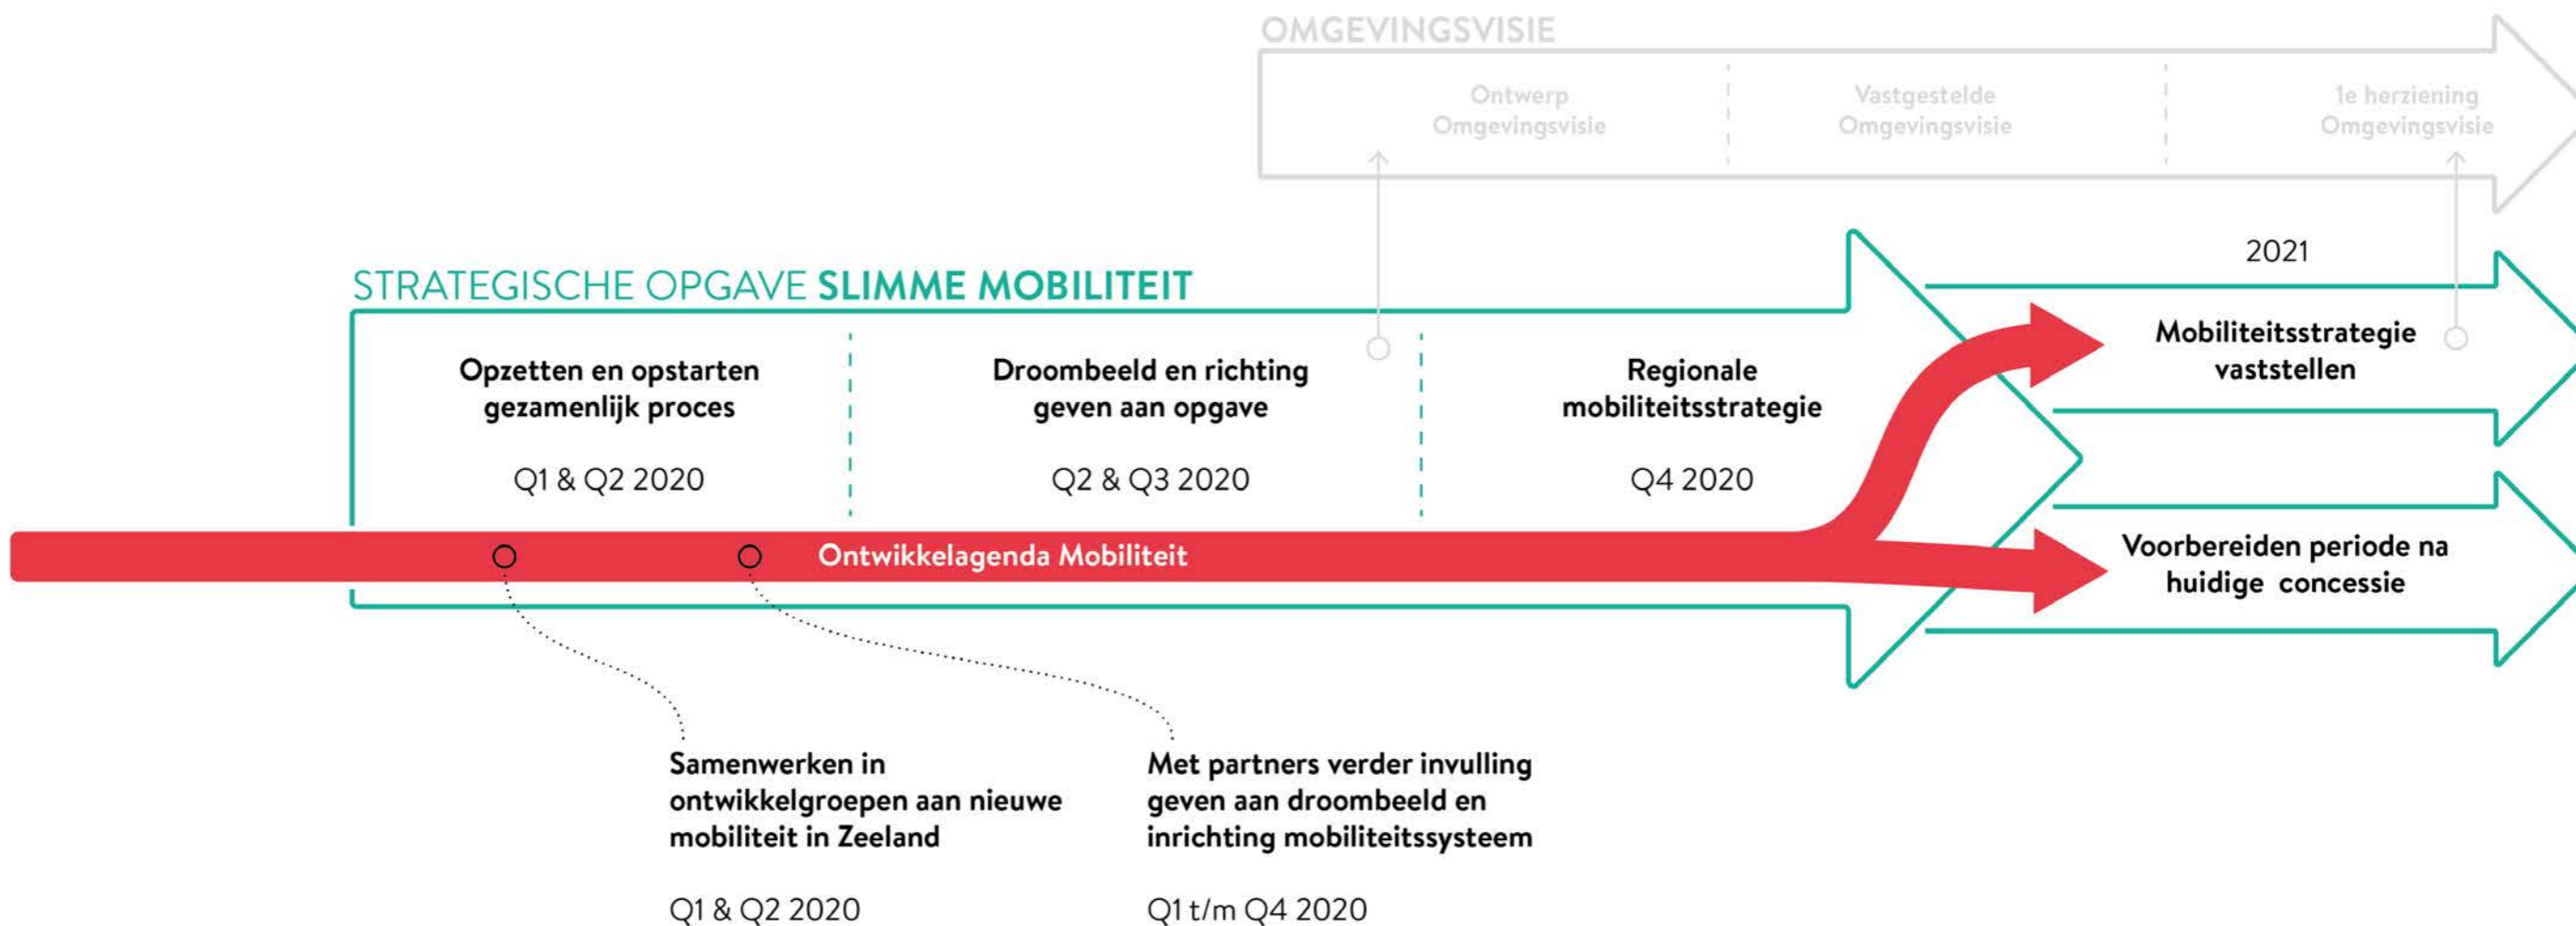 OMGEVINGSVISIE
Ontwerp
Omgevingsvisie
Vastgestelde
Omgevingsvisie
1e herziening
Omgevingsvisie
STRATEGISCHE OPGAVE SLIMME MOBILITEIT
Opzetten en opstarten
gezamenlijk proces
Q1 & Q2 2020
Droombeeld en richting
geven aan opgave
Q2 & Q3 2020
Regionale
mobiliteitsstrategie
Q4 2020
2021
Mobiliteitsstrategie
vaststellen
Ontwikkelagenda Mobiliteit
Voorbereiden periode na
huidige concessie
Samenwerken in
ontwikkelgroepen aan nieuwe
mobiliteit in Zeeland
Q1 & Q2 2020
Met partners verder invulling
geven aan droombeeld en
inrichting mobiliteitssysteem
Q1 t/m Q4 2020